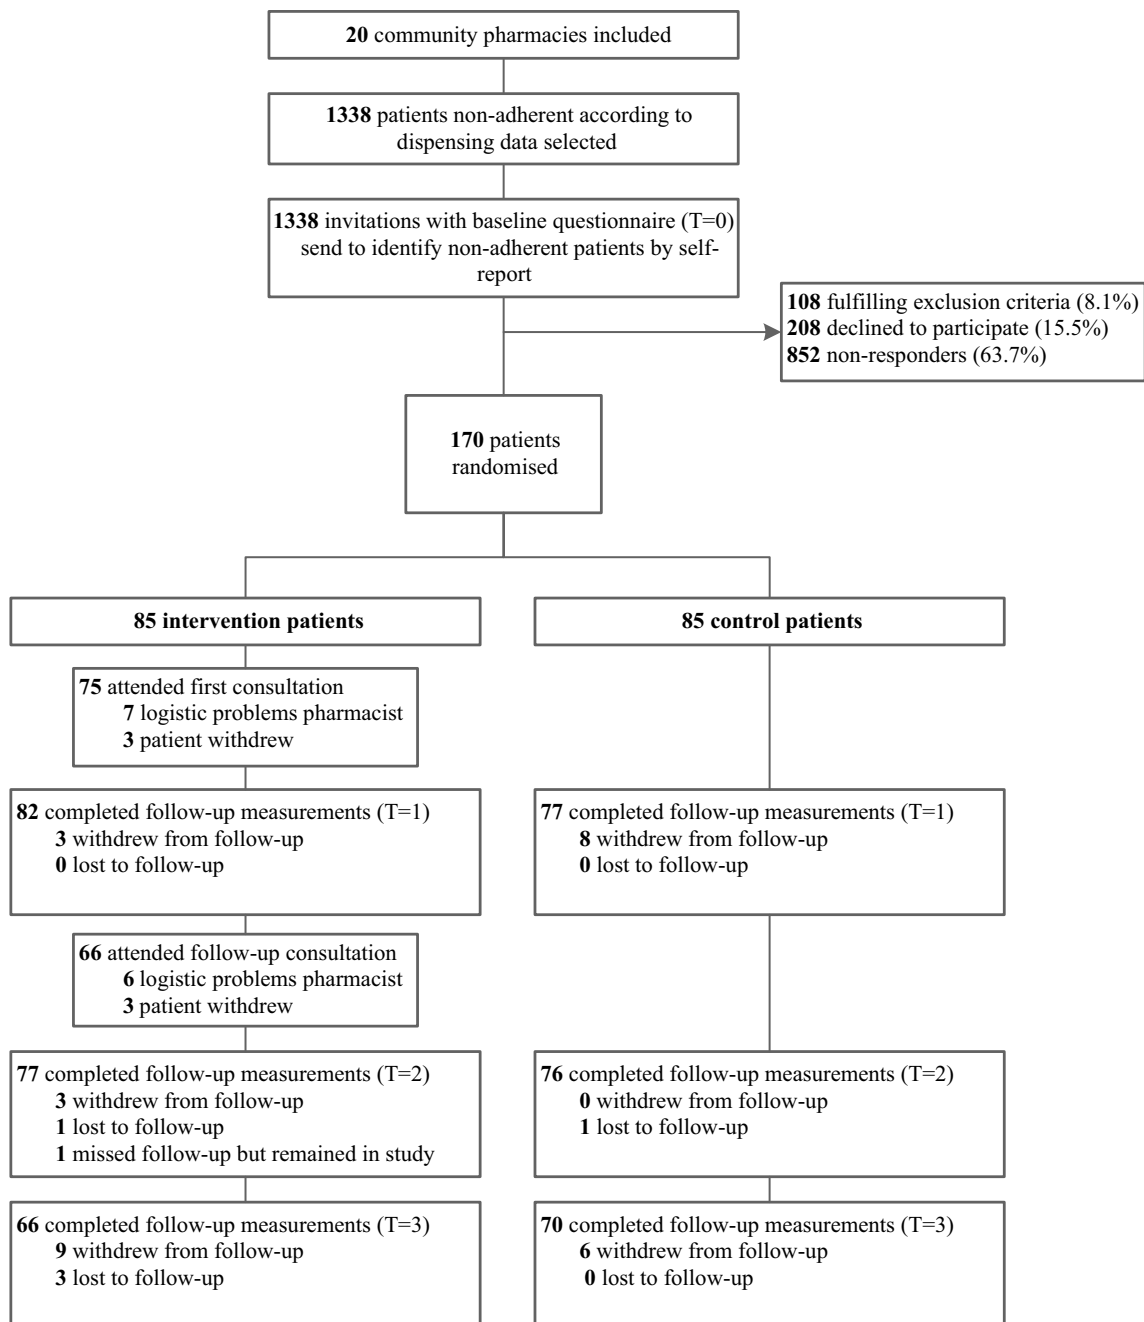 20 community pharmacies included
1338 patients non-adherent according to
dispensing data selected
1338 invitations with baseline questionnaire (T=0)
send to identify non-adherent patients by self-
report
108 fulfilling exclusion criteria (8.1%)
208 declined to participate (15.5%)
852 non-responders (63.7%)
170 patients
randomised
85 intervention patients
75 attended first consultation
7 logistic problems pharmacist
3 patient withdrew
82 completed follow-up measurements (T=1)
3 withdrew from follow-up
0 lost to follow-up
66 attended follow-up consultation
6 logistic problems pharmacist
3 patient withdrew
77 completed follow-up measurements (T=2)
3 withdrew from follow-up
1 lost to follow-up
1 missed follow-up but remained in study
66 completed follow-up measurements (T=3)
9 withdrew from follow-up
3 lost to follow-up
85 control patients
77 completed follow-up measurements (T=1)
8 withdrew from follow-up
0 lost to follow-up
76 completed follow-up measurements (T=2)
0 withdrew from follow-up
1 lost to follow-up
70 completed follow-up measurements (T=3)
6 withdrew from follow-up
0 lost to follow-up